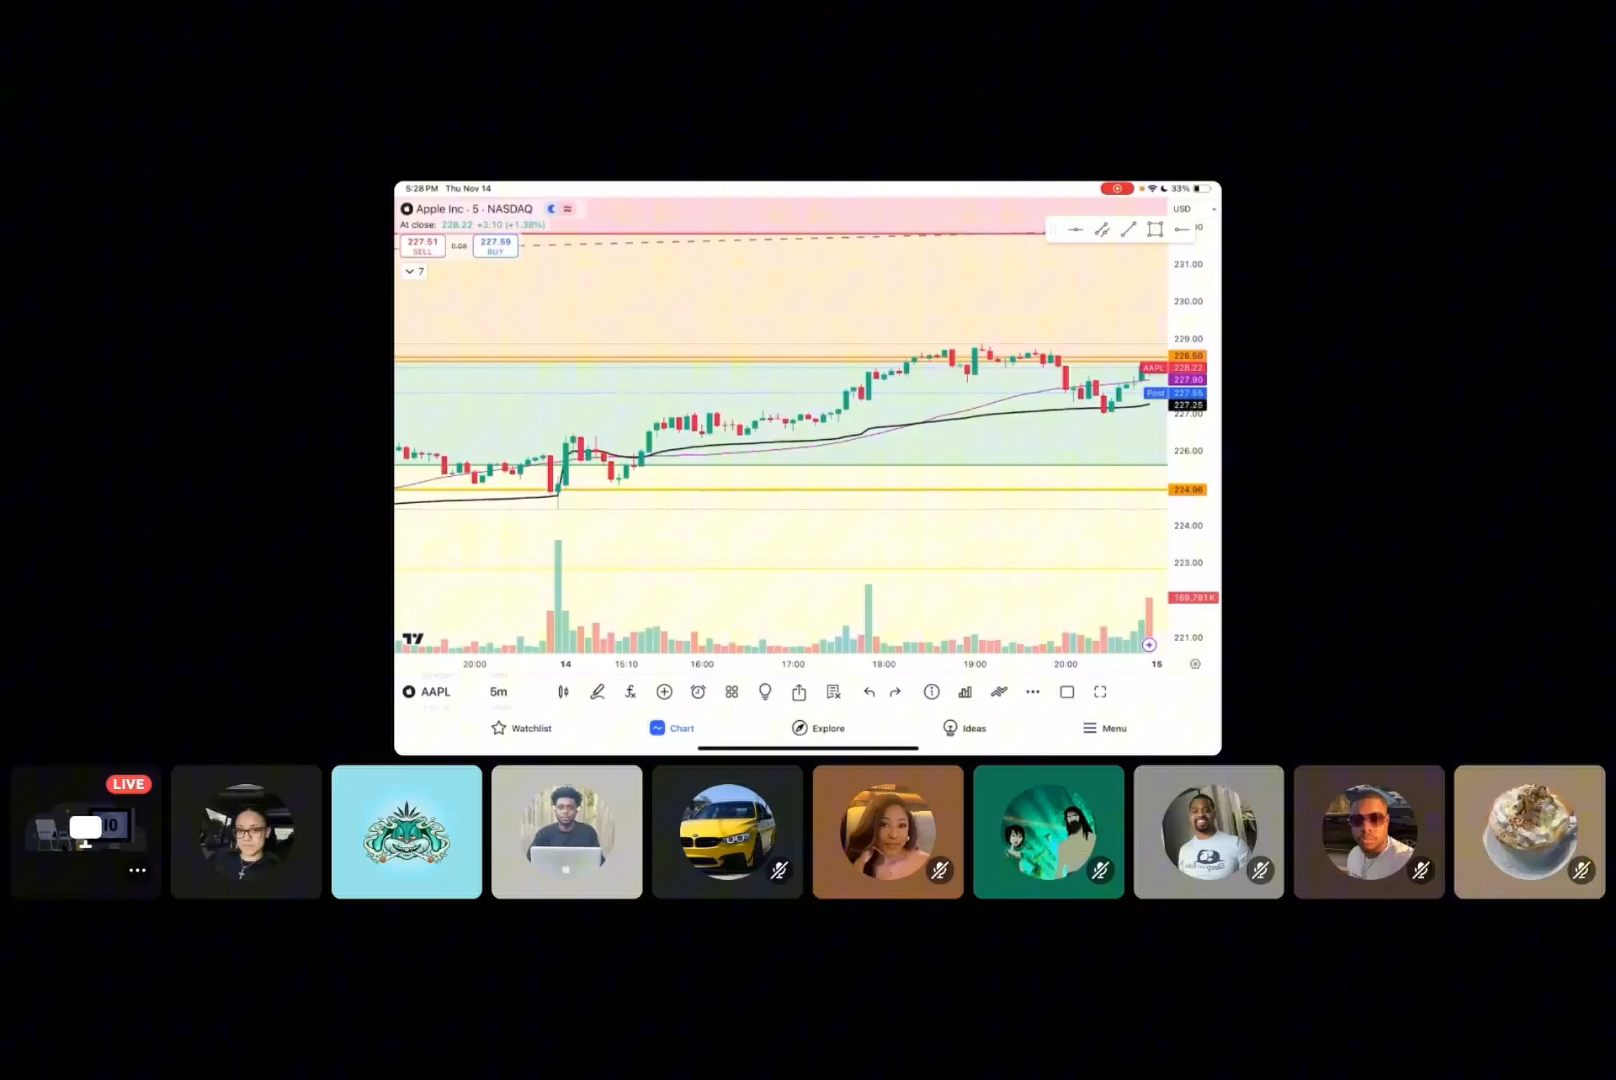 5:28 PM Thu Nov 14
33%
Apple Inc · 5 · NASDAQ
USD
At close: 228.22 +3.10 (+1.38%)
227.51
SELL
0.08
227.59
BUY
7
231.00
230.00
229.00
228.50
AAPL 228.22
227.90
Post 227.55
227.25
227.00
226.00
224.96
224.00
223.00
169.791K
221.00
20:00 14 15:10 16:00 17:00 18:00 19:00 20:00 15
AAPL 5m
Watchlist Chart Explore Ideas Menu
LIVE